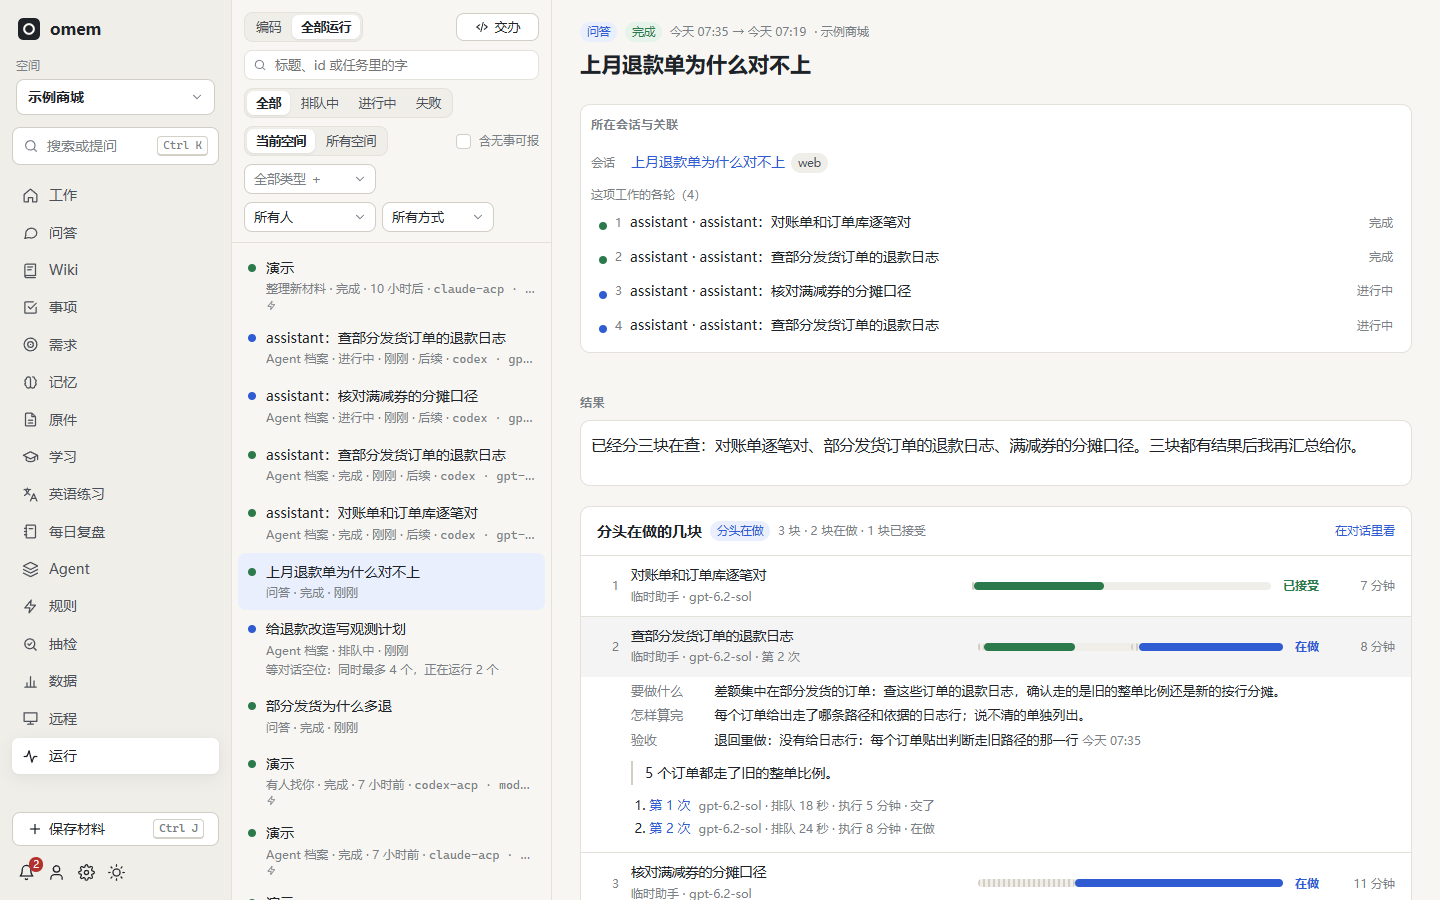 omem
空间
示例商城
搜索或提问 Ctrl K
工作
问答
Wiki
事项
需求
记忆
原件
学习
英语练习
每日复盘
Agent
规则
抽检
数据
远程
运行
保存材料 Ctrl J
2
编码 全部运行 交办
标题、id 或任务里的字
全部 排队中 进行中 失败
当前空间 所有空间 含无事可报
全部类型 +
所有人 所有方式
演示
整理新材料 · 完成 · 10 小时后 · claude-acp · ...
assistant：查部分发货订单的退款日志
Agent 档案 · 进行中 · 刚刚 · 后续 · codex · gp...
assistant：核对满减券的分摊口径
Agent 档案 · 进行中 · 刚刚 · 后续 · codex · gp...
assistant：查部分发货订单的退款日志
Agent 档案 · 完成 · 刚刚 · 后续 · codex · gpt-...
assistant：对账单和订单库逐笔对
Agent 档案 · 完成 · 刚刚 · 后续 · codex · gpt-...
上月退款单为什么对不上
问答 · 完成 · 刚刚
给退款改造写观测计划
Agent 档案 · 排队中 · 刚刚
等对话空位：同时最多 4 个，正在运行 2 个
部分发货为什么多退
问答 · 完成 · 刚刚
演示
有人找你 · 完成 · 7 小时前 · codex-acp · mod...
演示
Agent 档案 · 完成 · 7 小时前 · claude-acp · ...
问答 完成 今天 07:35 → 今天 07:19 · 示例商城
上月退款单为什么对不上
所在会话与关联
会话 上月退款单为什么对不上 web
这项工作的各轮（4）
1 assistant · assistant：对账单和订单库逐笔对 完成
2 assistant · assistant：查部分发货订单的退款日志 完成
3 assistant · assistant：核对满减券的分摊口径 进行中
4 assistant · assistant：查部分发货订单的退款日志 进行中
结果
已经分三块在查：对账单逐笔对、部分发货订单的退款日志、满减券的分摊口径。三块都有结果后我再汇总给你。
分头在做的几块 分头在做 3 块 · 2 块在做 · 1 块已接受 在对话里看
1 对账单和订单库逐笔对 已接受 7 分钟
临时助手 · gpt-6.2-sol
2 查部分发货订单的退款日志 在做 8 分钟
临时助手 · gpt-6.2-sol · 第 2 次
要做什么 差额集中在部分发货的订单：查这些订单的退款日志，确认走的是旧的整单比例还是新的按行分摊。
怎样算完 每个订单给出走了哪条路径和依据的日志行；说不清的单独列出。
验收 退回重做：没有给日志行：每个订单贴出判断走旧路径的那一行 今天 07:35
5 个订单都走了旧的整单比例。
1. 第 1 次 gpt-6.2-sol · 排队 18 秒 · 执行 5 分钟 · 交了
2. 第 2 次 gpt-6.2-sol · 排队 24 秒 · 执行 8 分钟 · 在做
3 核对满减券的分摊口径 在做 11 分钟
临时助手 · gpt-6.2-sol